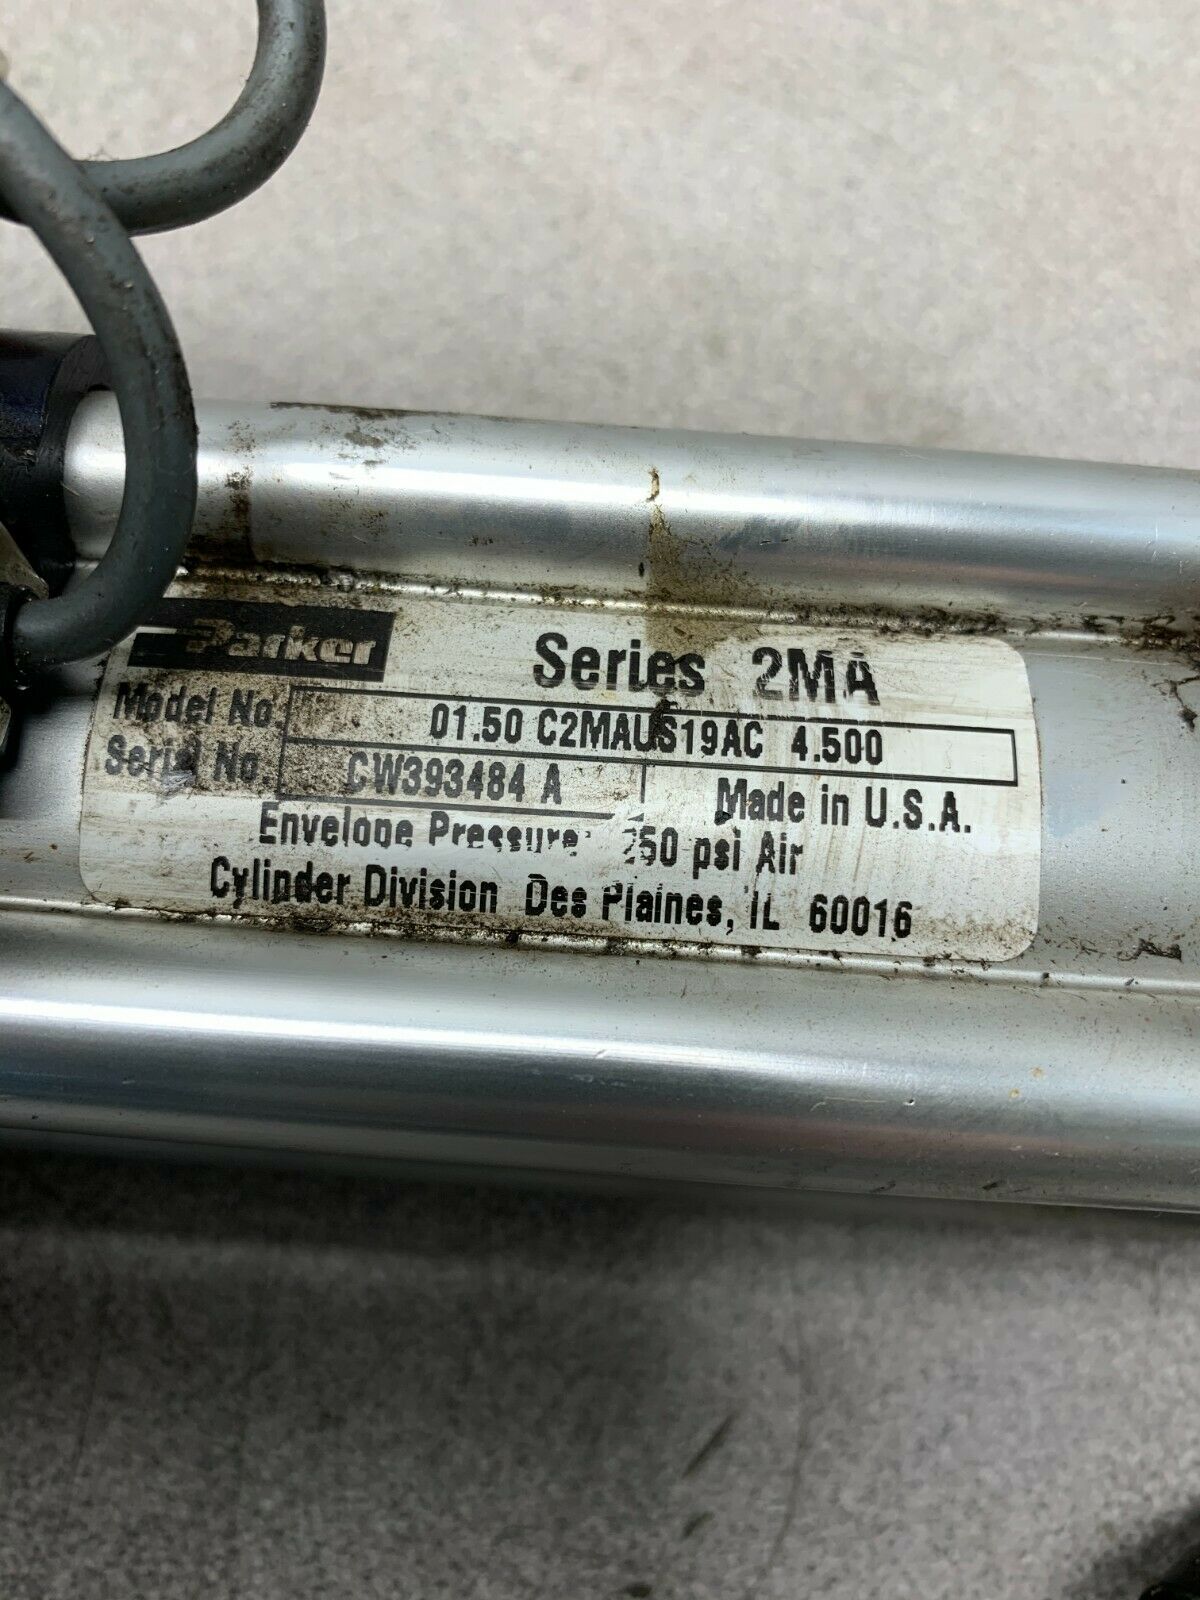 Parker Series 2MA
Model No. 01.50 C2MAUS19AC 4.500
Serial No. CW393484 A Made in U.S.A.
Envelope Pressure: 250 psi Air
Cylinder Division Des Plaines, IL 60016